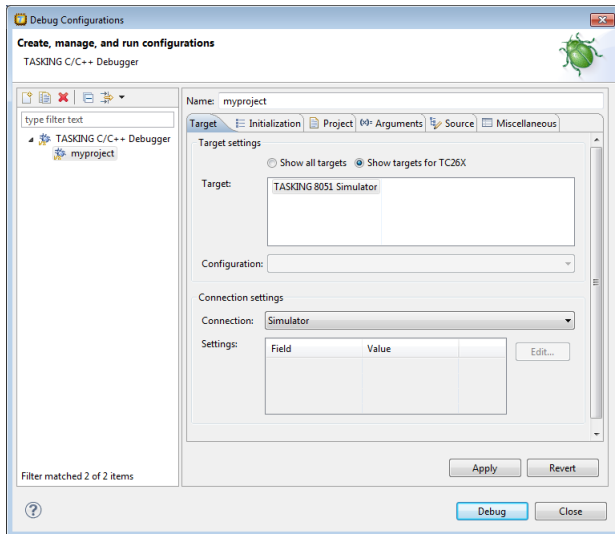 Debug Configurations
Create, manage, and run configurations
TASKING C/C++ Debugger
Name: myproject
type filter text
Target Initialization Project (x)= Arguments Source Miscellaneous
TASKING C/C++ Debugger
myproject
Target settings
Show all targets Show targets for TC26X
Target: TASKING 8051 Simulator
Configuration:
Connection settings
Connection: Simulator
Settings: Field Value Edit...
Filter matched 2 of 2 items
Apply Revert
? Debug Close